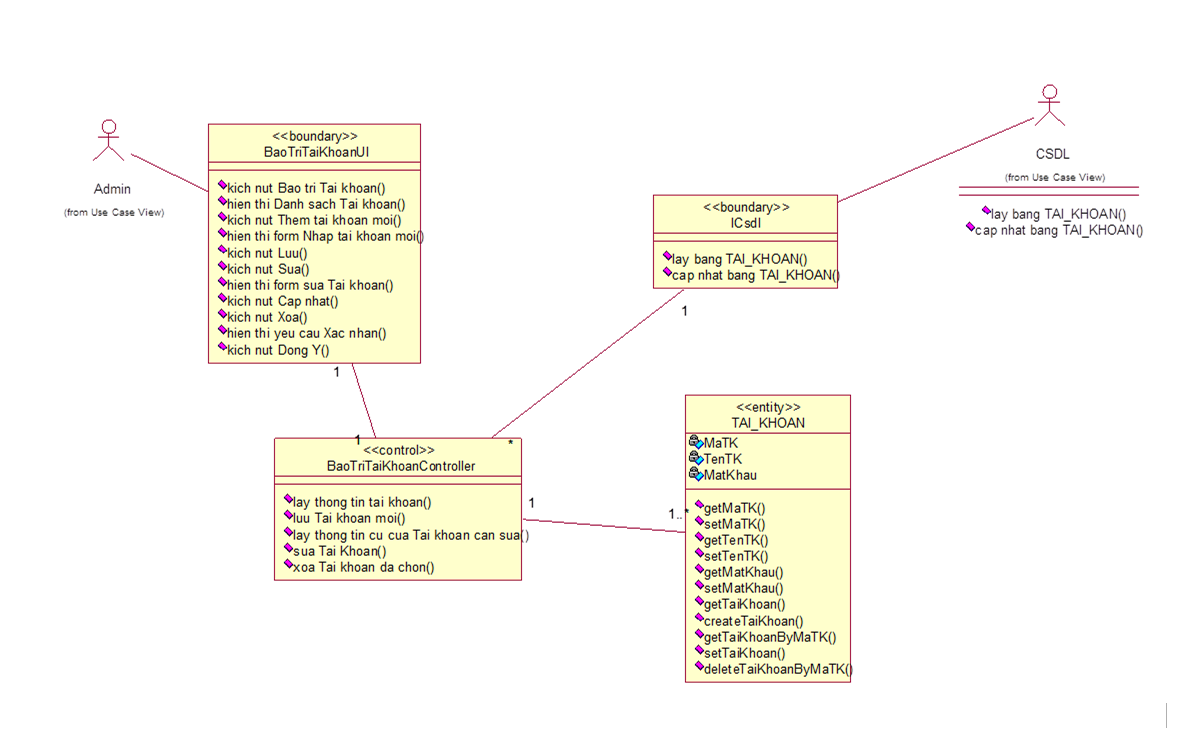 Admin
(from Use Case View)
<<boundary>>
BaoTriTaiKhoanUI
kich nut Bao tri Tai khoan()
hien thi Danh sach Tai khoan()
kich nut Them tai khoan moi()
hien thi form Nhap tai khoan moi()
kich nut Luu()
kich nut Sua()
hien thi form sua Tai khoan()
kich nut Cap nhat()
kich nut Xoa()
hien thi yeu cau Xac nhan()
kich nut Dong Y()
<<boundary>>
ICsdl
lay bang TAI_KHOAN()
cap nhat bang TAI_KHOAN()
CSDL
(from Use Case View)
lay bang TAI_KHOAN()
cap nhat bang TAI_KHOAN()
1
1
1
*
<<control>>
BaoTriTaiKhoanController
lay thong tin tai khoan()
luu Tai khoan moi()
lay thong tin cu cua Tai khoan can sua()
sua Tai Khoan()
xoa Tai khoan da chon()
1
1..*
<<entity>>
TAI_KHOAN
MaTK
TenTK
MatKhau
getMaTK()
setMaTK()
getTenTK()
setTenTK()
getMatKhau()
setMatKhau()
getTaiKhoan()
createTaiKhoan()
getTaiKhoanByMaTK()
setTaiKhoan()
deleteTaiKhoanByMaTK()